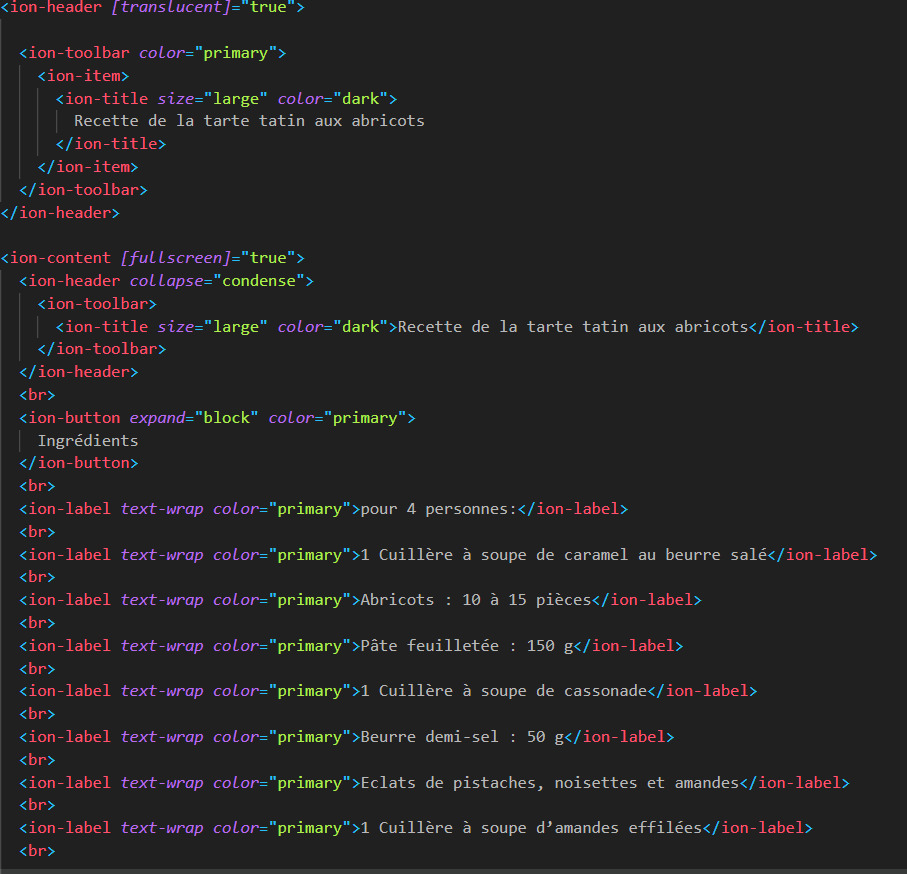 <ion-header [translucent]="true">
<ion-toolbar color="primary">
<ion-item>
<ion-title size="large" color="dark">
Recette de la tarte tatin aux abricots
</ion-title>
</ion-item>
</ion-toolbar>
</ion-header>
<ion-content [fullscreen]="true">
<ion-header collapse="condense">
<ion-toolbar>
<ion-title size="large" color="dark">Recette de la tarte tatin aux abricots</ion-title>
</ion-toolbar>
</ion-header>
<br>
<ion-button expand="block" color="primary">
Ingrédients
</ion-button>
<br>
<ion-label text-wrap color="primary">pour 4 personnes:</ion-label>
<br>
<ion-label text-wrap color="primary">1 Cuillère à soupe de caramel au beurre salé</ion-label>
<br>
<ion-label text-wrap color="primary">Abricots : 10 à 15 pièces</ion-label>
<br>
<ion-label text-wrap color="primary">Pâte feuilletée : 150 g</ion-label>
<br>
<ion-label text-wrap color="primary">1 Cuillère à soupe de cassonade</ion-label>
<br>
<ion-label text-wrap color="primary">Beurre demi-sel : 50 g</ion-label>
<br>
<ion-label text-wrap color="primary">Eclats de pistaches, noisettes et amandes</ion-label>
<br>
<ion-label text-wrap color="primary">1 Cuillère à soupe d’amandes effilées</ion-label>
<br>